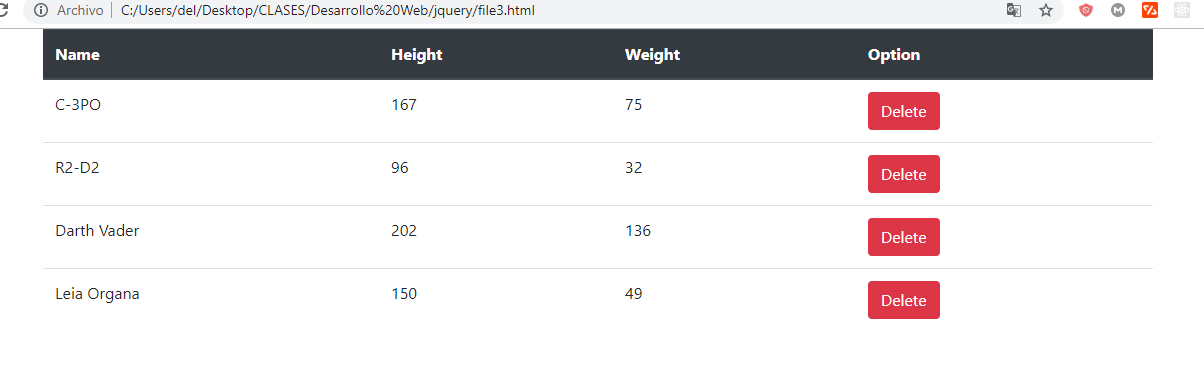 Archivo C:/Users/del/Desktop/CLASES/Desarrollo%20Web/jquery/file3.html
Name Height Weight Option
C-3PO 167 75 Delete
R2-D2 96 32 Delete
Darth Vader 202 136 Delete
Leia Organa 150 49 Delete